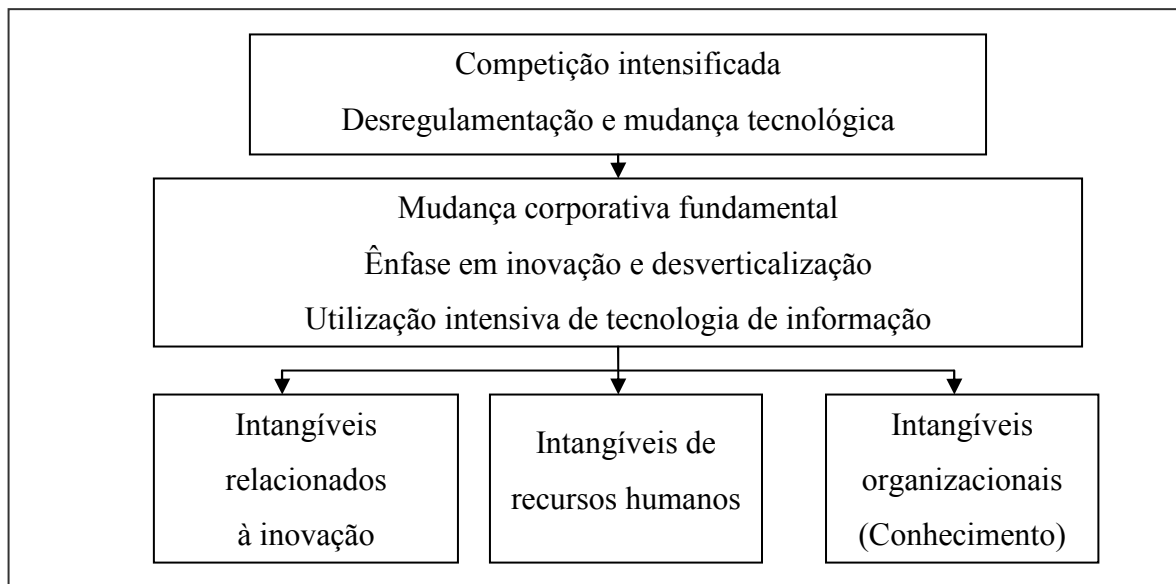 Competição intensificada
Desregulamentação e mudança tecnológica
Mudança corporativa fundamental
Ênfase em inovação e desverticalização
Utilização intensiva de tecnologia de informação
Intangíveis
relacionados
à inovação
Intangíveis de
recursos humanos
Intangíveis
organizacionais
(Conhecimento)